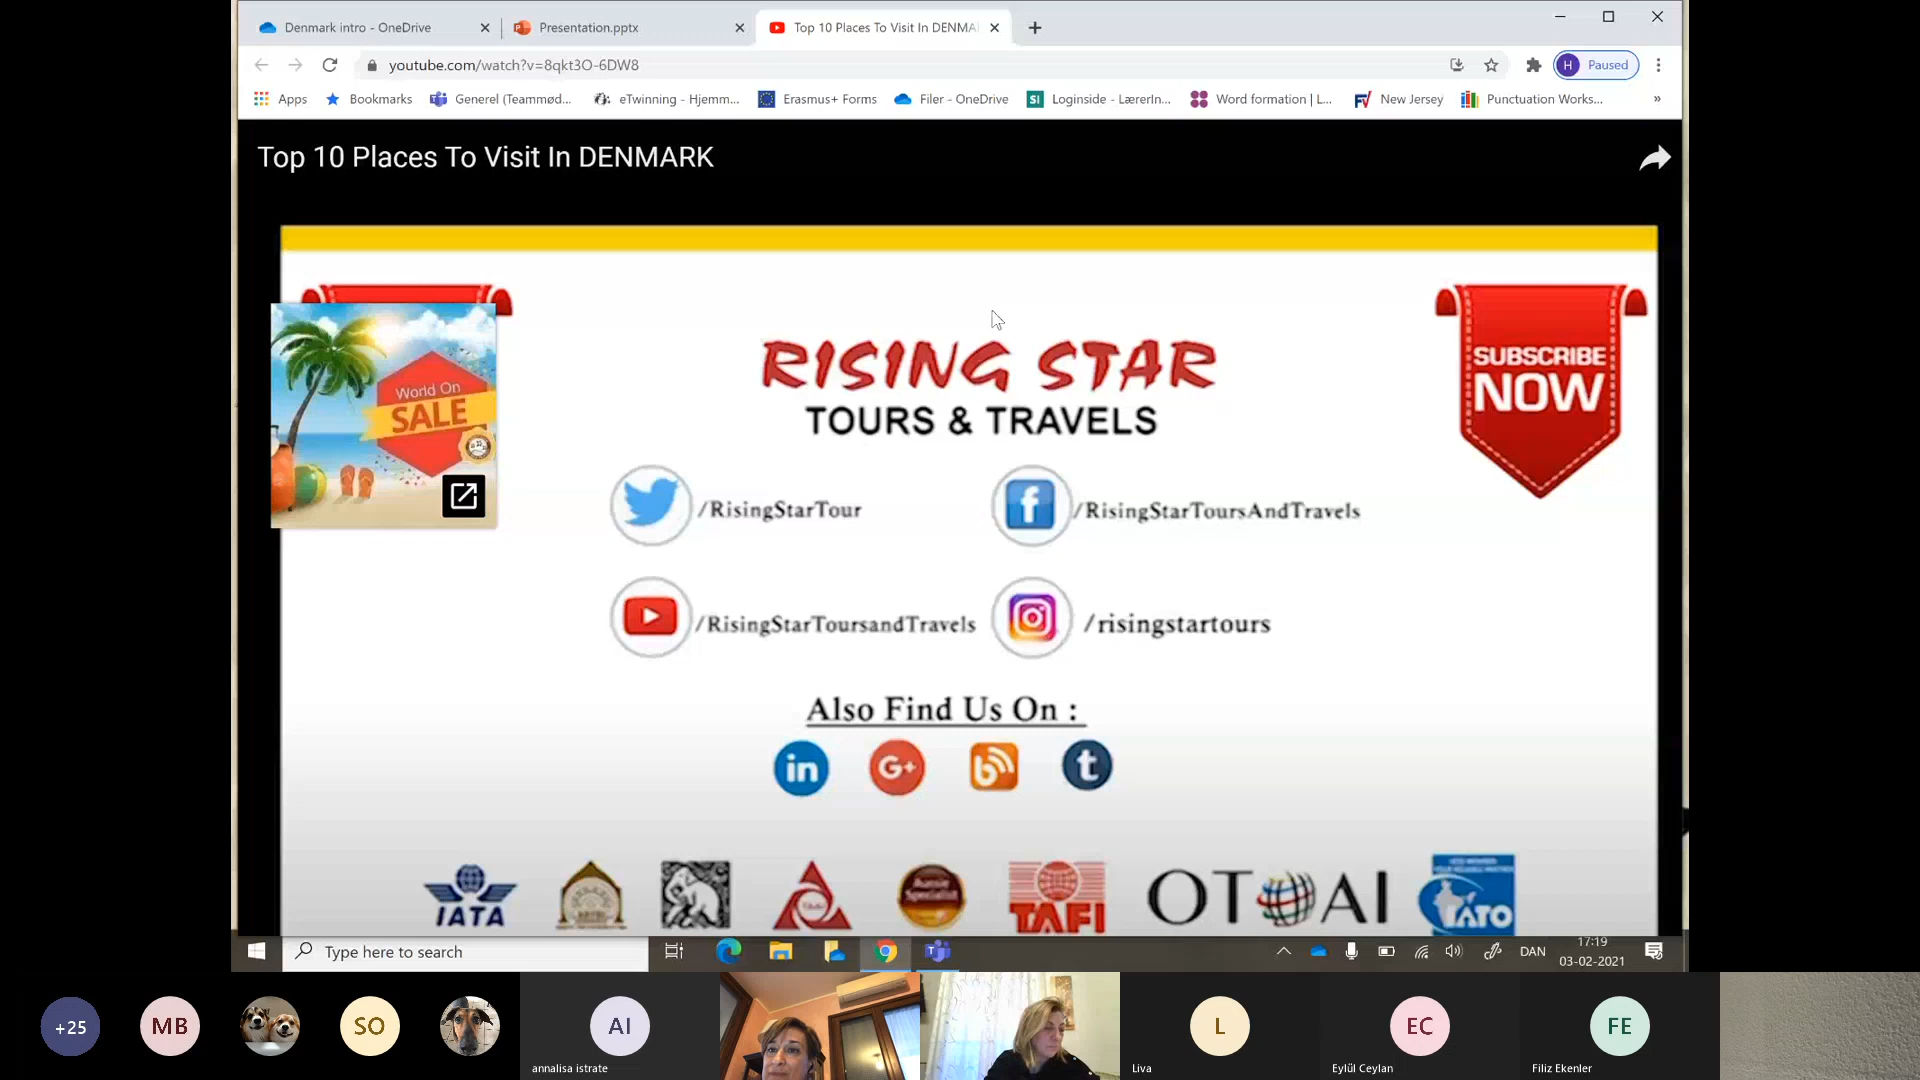 Denmark intro - OneDrive
Presentation.pptx
Top 10 Places To Visit In DENMA
youtube.com/watch?v=8qkt3O-6DW8
H Paused
Apps
Bookmarks
Generel (Teammød...
eTwinning - Hjemm...
Erasmus+ Forms
Filer - OneDrive
SI Loginside - LærerIn...
Word formation | L...
New Jersey
Punctuation Works...
»
Top 10 Places To Visit In DENMARK
World On
SALE
RISING STAR
TOURS & TRAVELS
SUBSCRIBE
NOW
/RisingStarTour
/RisingStarToursAndTravels
/RisingStarToursandTravels
/risingstartours
Also Find Us On :
in G+ t
IATA
TAFI
OTOAI
IATO
Type here to search
DAN
17:19
03-02-2021
+25
MB
SO
AI
annalisa istrate
L
Liva
EC
Eylül Ceylan
FE
Filiz Ekenler